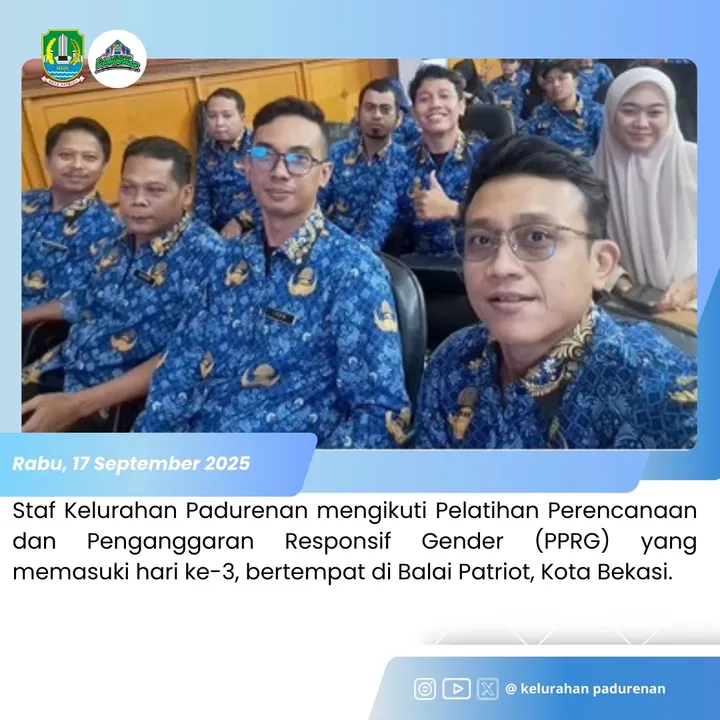 Rabu, 17 September 2025
Staf Kelurahan Padurenan mengikuti Pelatihan Perencanaan
dan Penganggaran Responsif Gender (PPRG) yang
memasuki hari ke-3, bertempat di Balai Patriot, Kota Bekasi.
@ kelurahan padurenan